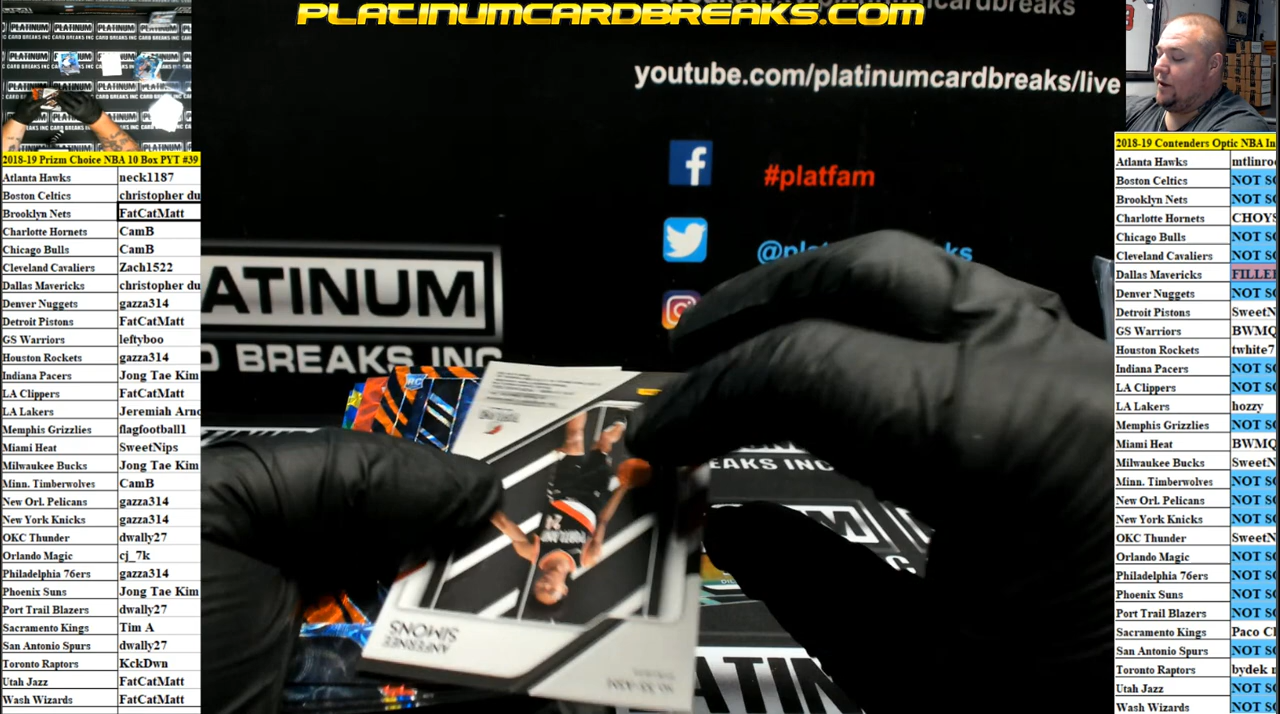 PLATINUMCARDBREAKS.COM
youtube.com/platinumcardbreaks/live
#platfam
ATINUM
D BREAKS INC
2018-19 Prizm Choice NBA 10 Box PYT #39
Atlanta Hawks neck1187
Boston Celtics christopher du
Brooklyn Nets FatCatMatt
Charlotte Hornets CamB
Chicago Bulls CamB
Cleveland Cavaliers Zach1522
Dallas Mavericks christopher du
Denver Nuggets gazza314
Detroit Pistons FatCatMatt
GS Warriors leftyboo
Houston Rockets gazza314
Indiana Pacers Jong Tae Kim
LA Clippers FatCatMatt
LA Lakers Jeremiah Arno
Memphis Grizzlies flagfootball1
Miami Heat SweetNips
Milwaukee Bucks Jong Tae Kim
Minn. Timberwolves CamB
New Orl. Pelicans gazza314
New York Knicks gazza314
OKC Thunder dwally27
Orlando Magic cj_7k
Philadelphia 76ers gazza314
Phoenix Suns Jong Tae Kim
Port Trail Blazers dwally27
Sacramento Kings Tim A
San Antonio Spurs dwally27
Toronto Raptors KckDwn
Utah Jazz FatCatMatt
Wash Wizards FatCatMatt
RC
PORTLAND
24
ANFERNEE
SIMONS
EAKS INC
2018-19 Contenders Optic NBA In
Atlanta Hawks mtlinro
Boston Celtics NOT SO
Brooklyn Nets NOT SO
Charlotte Hornets CHOYS
Chicago Bulls NOT SO
Cleveland Cavaliers NOT SO
Dallas Mavericks FILLE
Denver Nuggets NOT SO
Detroit Pistons SweetN
GS Warriors BWMQ
Houston Rockets twhite7
Indiana Pacers NOT SO
LA Clippers NOT SO
LA Lakers hozzy
Memphis Grizzlies NOT SO
Miami Heat BWMQ
Milwaukee Bucks SweetN
Minn. Timberwolves NOT SO
New Orl. Pelicans NOT SO
New York Knicks NOT SO
OKC Thunder SweetN
Orlando Magic NOT SO
Philadelphia 76ers NOT SO
Phoenix Suns NOT SO
Port Trail Blazers NOT SO
Sacramento Kings Paco C
San Antonio Spurs NOT SO
Toronto Raptors bydek
Utah Jazz NOT SO
Wash Wizards NOT SO